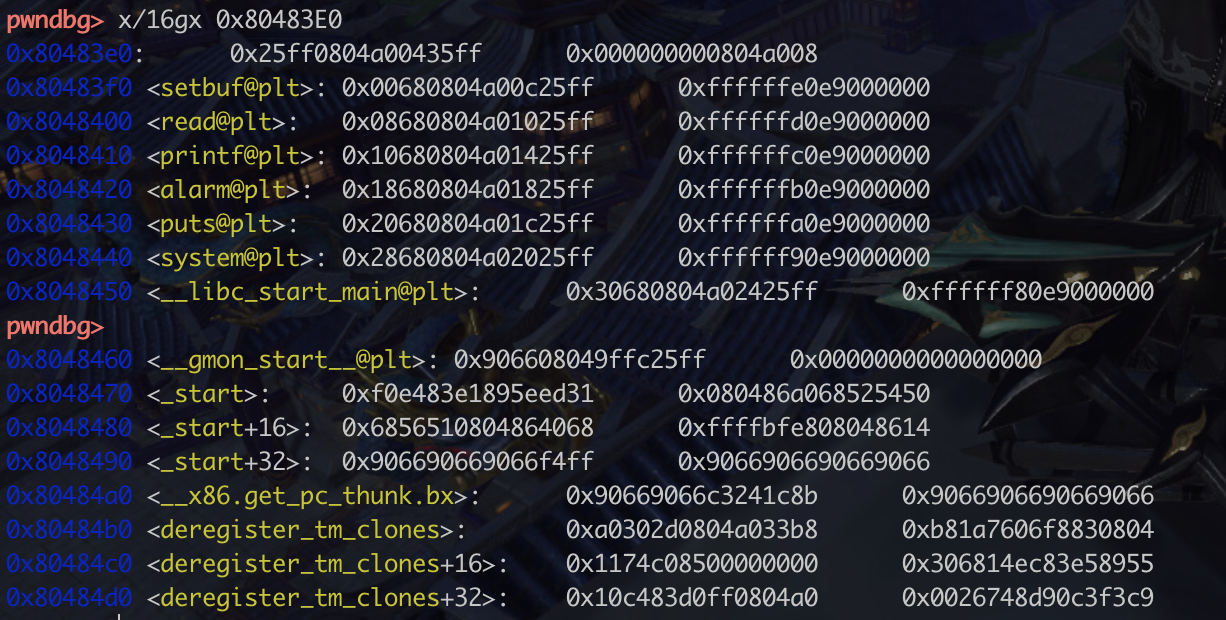 pwndbg> x/16gx 0x80483E0
0x80483e0: 0x25ff0804a00435ff 0x000000000804a008
0x80483f0 <setbuf@plt>: 0x00680804a00c25ff 0xffffffe0e9000000
0x8048400 <read@plt>: 0x08680804a01025ff 0xffffffd0e9000000
0x8048410 <printf@plt>: 0x10680804a01425ff 0xffffffc0e9000000
0x8048420 <alarm@plt>: 0x18680804a01825ff 0xffffffb0e9000000
0x8048430 <puts@plt>: 0x20680804a01c25ff 0xffffffa0e9000000
0x8048440 <system@plt>: 0x28680804a02025ff 0xffffff90e9000000
0x8048450 <__libc_start_main@plt>: 0x30680804a02425ff 0xffffff80e9000000
pwndbg>
0x8048460 <__gmon_start__@plt>: 0x906608049ffc25ff 0x0000000000000000
0x8048470 <_start>: 0xf0e483e1895eed31 0x080486a068525450
0x8048480 <_start+16>: 0x6856510804864068 0xffffbfe808048614
0x8048490 <_start+32>: 0x906690669066f4ff 0x9066906690669066
0x80484a0 <__x86.get_pc_thunk.bx>: 0x90669066c3241c8b 0x9066906690669066
0x80484b0 <deregister_tm_clones>: 0xa0302d0804a033b8 0xb81a7606f8830804
0x80484c0 <deregister_tm_clones+16>: 0x1174c08500000000 0x306814ec83e58955
0x80484d0 <deregister_tm_clones+32>: 0x10c483d0ff0804a0 0x0026748d90c3f3c9